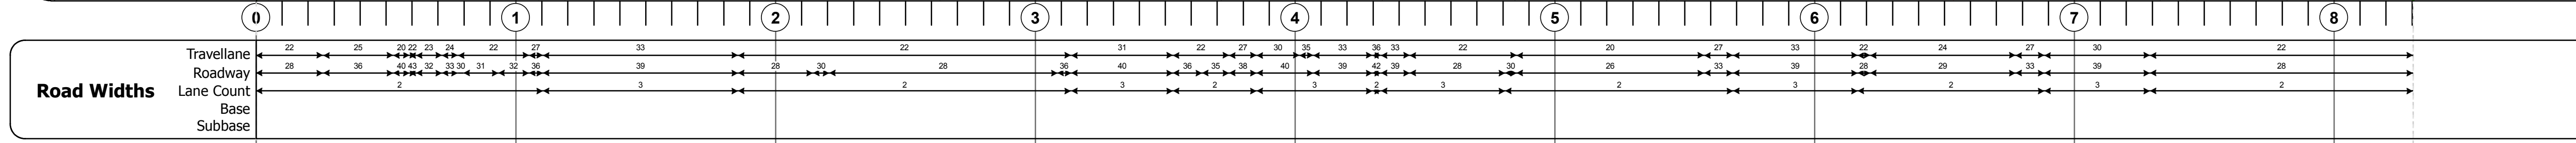 0 1 2 3 4 5 6 7 8
Travellane 22 25 20 22 23 24 22 27 33 22 31 22 27 30 35 33 36 33 22 20 27 33 22 24 27 30 22
Roadway 28 36 40 43 32 33 30 31 32 36 39 28 30 28 36 40 36 35 38 40 39 42 39 28 30 26 33 39 28 29 33 39 28
Road Widths Lane Count 2 3 2 3 2 3 2 3 2 3 2 3 2
Base
Subbase